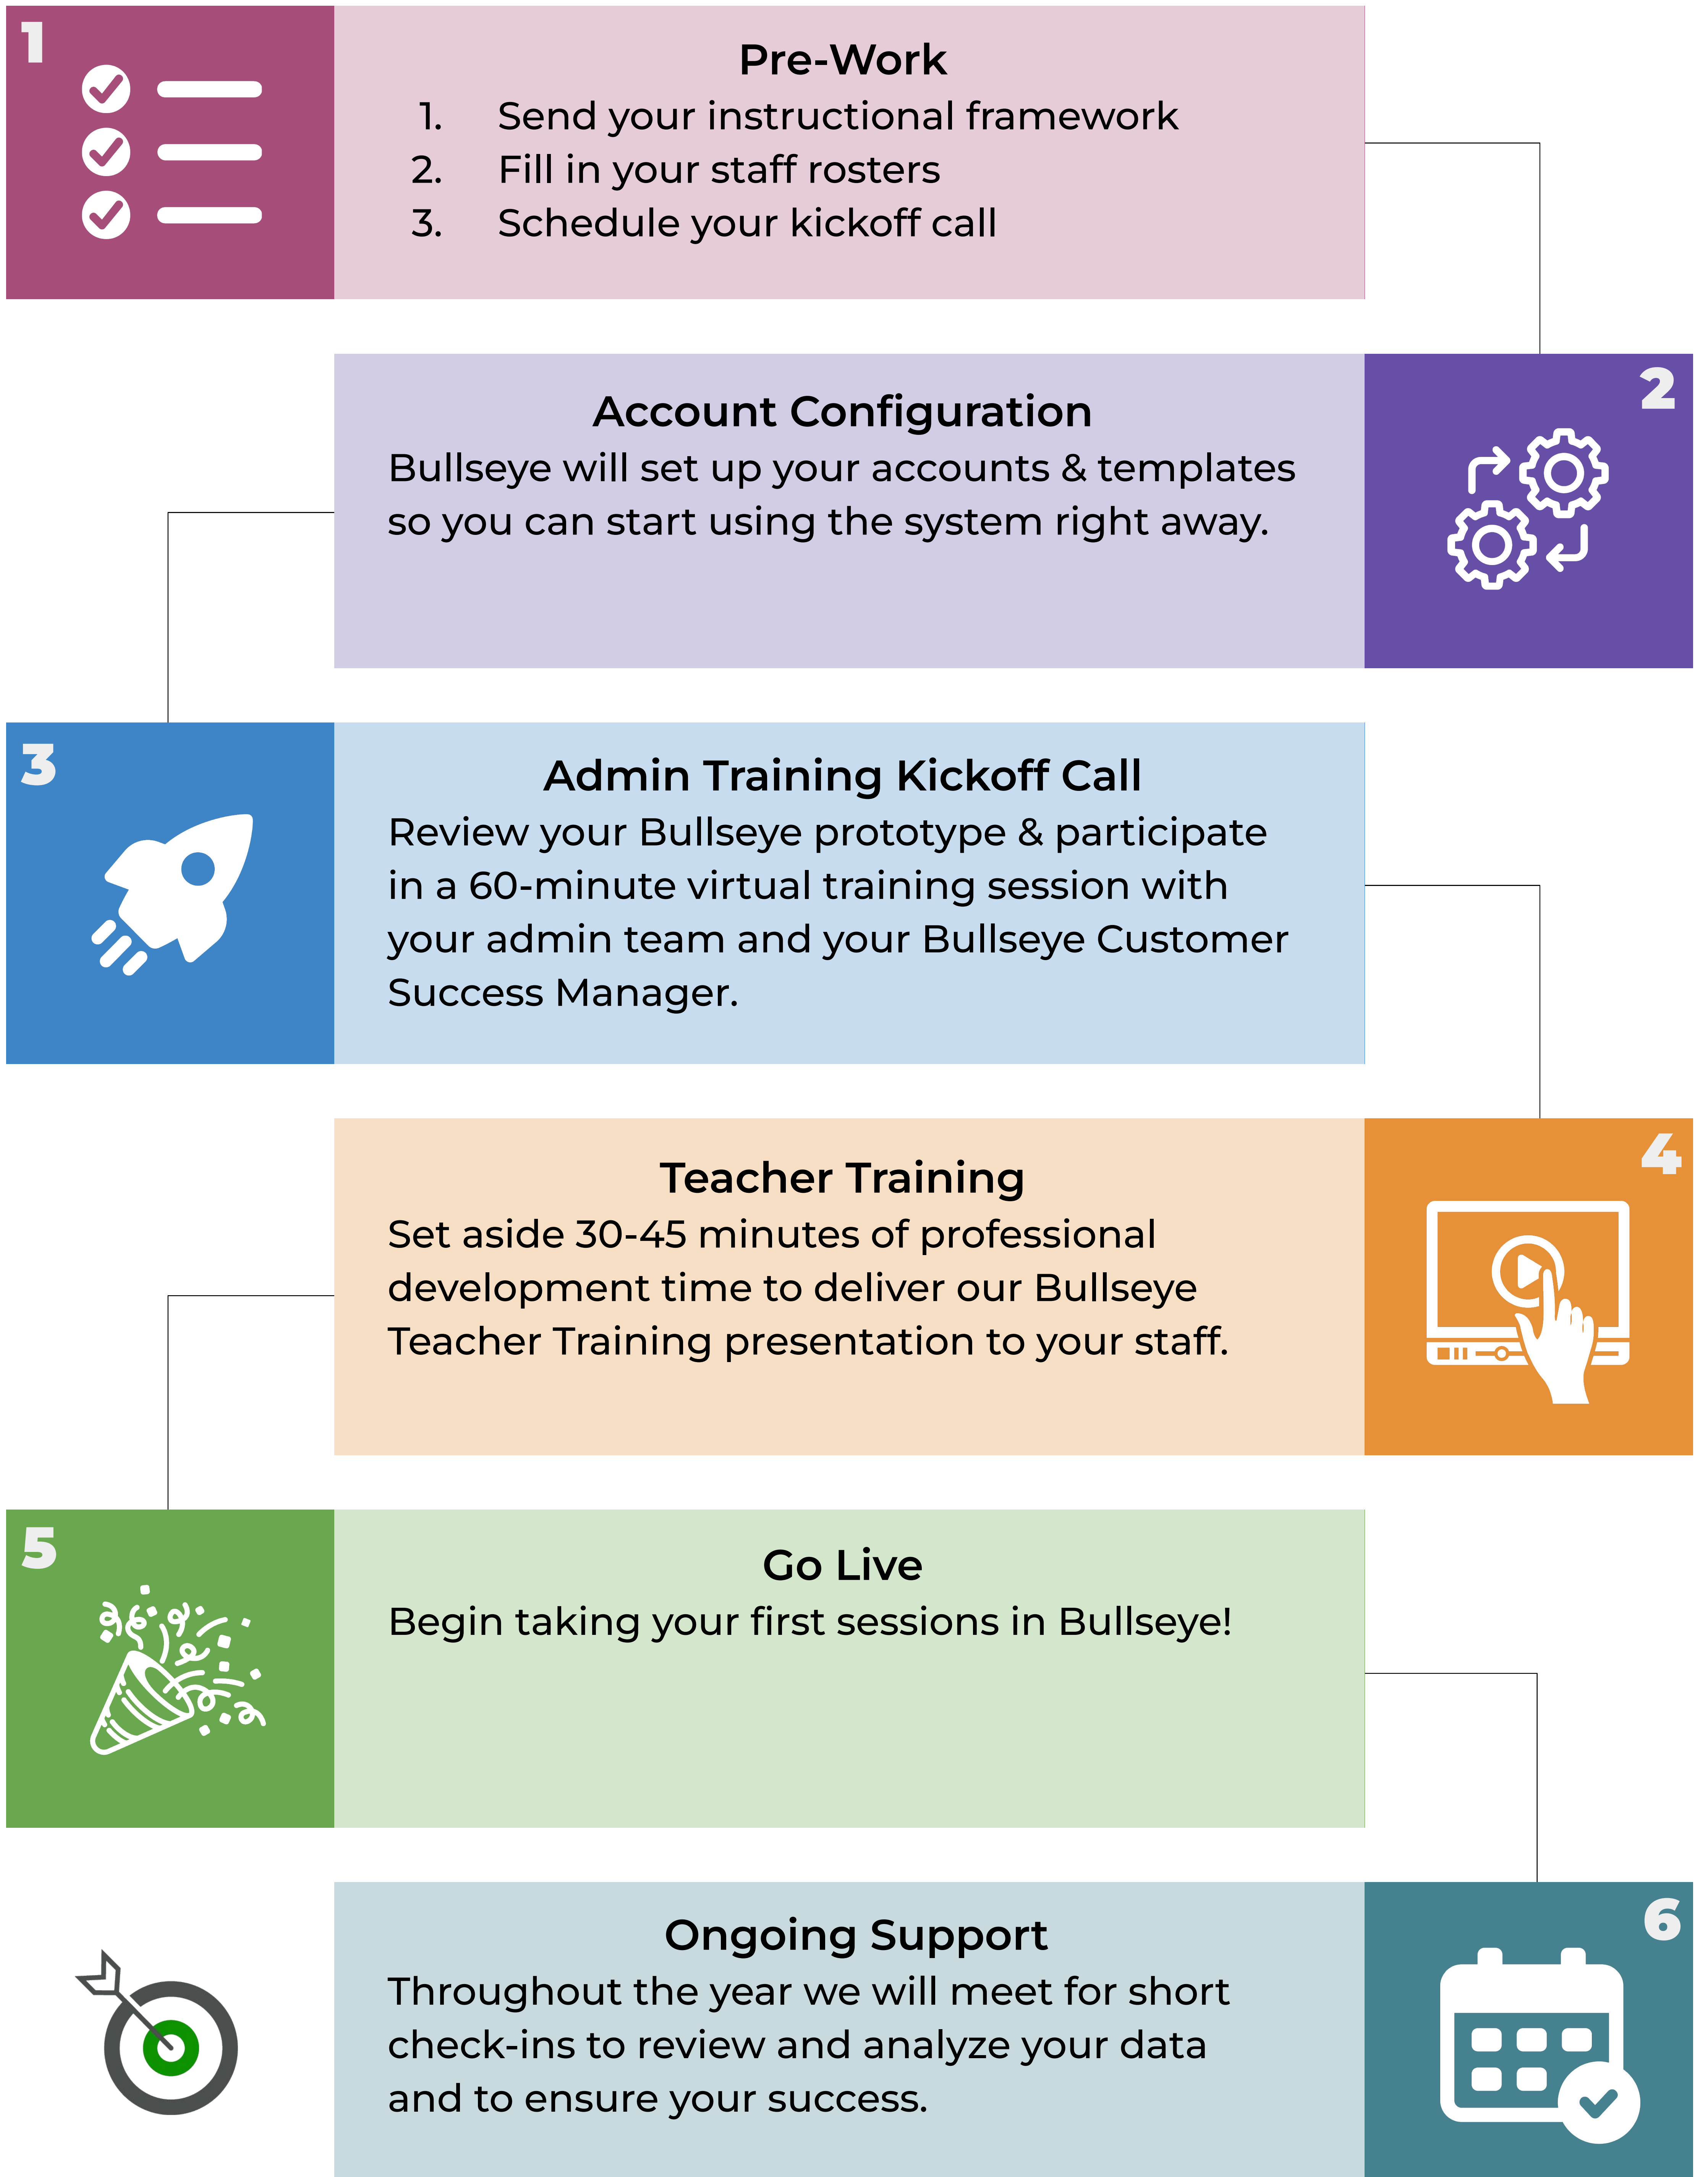 1
Pre-Work
1. Send your instructional framework
2. Fill in your staff rosters
3. Schedule your kickoff call
2
Account Configuration
Bullseye will set up your accounts & templates
so you can start using the system right away.
3
Admin Training Kickoff Call
Review your Bullseye prototype & participate
in a 60-minute virtual training session with
your admin team and your Bullseye Customer
Success Manager.
4
Teacher Training
Set aside 30-45 minutes of professional
development time to deliver our Bullseye
Teacher Training presentation to your staff.
5
Go Live
Begin taking your first sessions in Bullseye!
6
Ongoing Support
Throughout the year we will meet for short
check-ins to review and analyze your data
and to ensure your success.